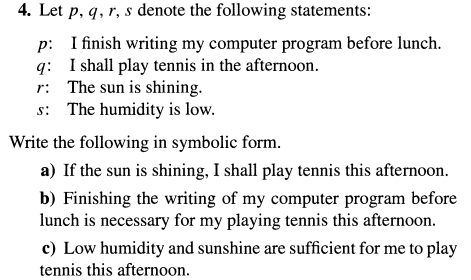 4. Let p, q, r, s denote the following statements:
p: I finish writing my computer program before lunch.
q: I shall play tennis in the afternoon.
r: The sun is shining.
s: The humidity is low.
Write the following in symbolic form.
a) If the sun is shining, I shall play tennis this afternoon.
b) Finishing the writing of my computer program before
lunch is necessary for my playing tennis this afternoon.
c) Low humidity and sunshine are sufficient for me to play
tennis this afternoon.